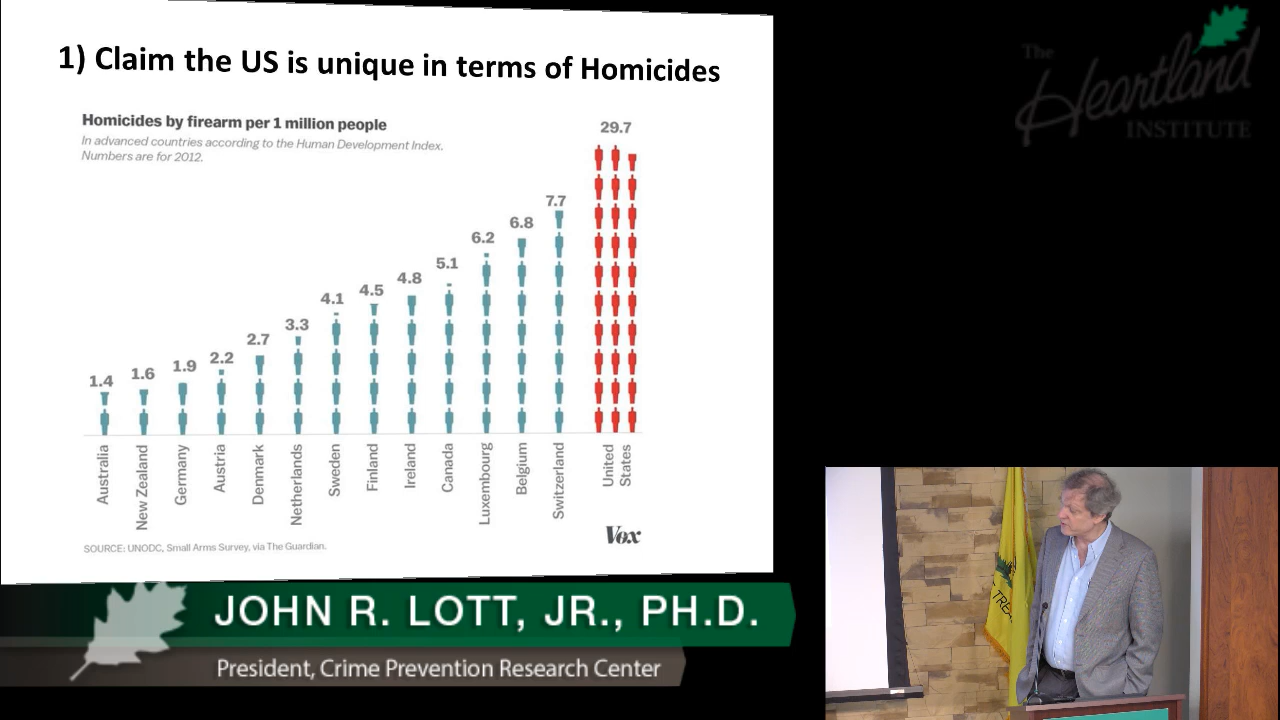 1) Claim the US is unique in terms of Homicides
Homicides by firearm per 1 million people
In advanced countries according to the Human Development Index.
Numbers are for 2012.
29.7
7.7
6.8
6.2
5.1
4.8
4.5
4.1
3.3
2.7
2.2
1.9
1.6
1.4
Australia
New Zealand
Germany
Austria
Denmark
Netherlands
Sweden
Finland
Ireland
Canada
Luxembourg
Belgium
Switzerland
United
States
Vox
SOURCE: UNODC, Small Arms Survey, via The Guardian.
The
Heartland
INSTITUTE
JOHN R. LOTT, JR., PH.D.
President, Crime Prevention Research Center